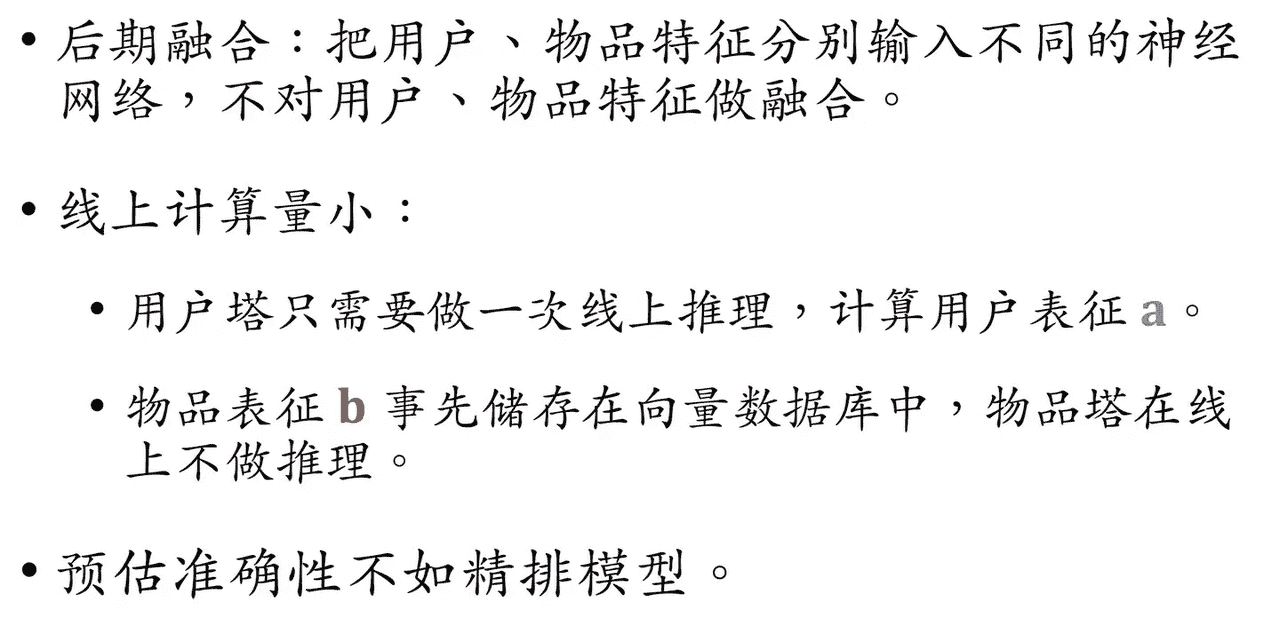 • 后期融合：把用户、物品特征分别输入不同的神经
网络，不对用户、物品特征做融合。
• 线上计算量小：
• 用户塔只需要做一次线上推理，计算用户表征 a。
• 物品表征 b 事先储存在向量数据库中，物品塔在线
上不做推理。
• 预估准确性不如精排模型。